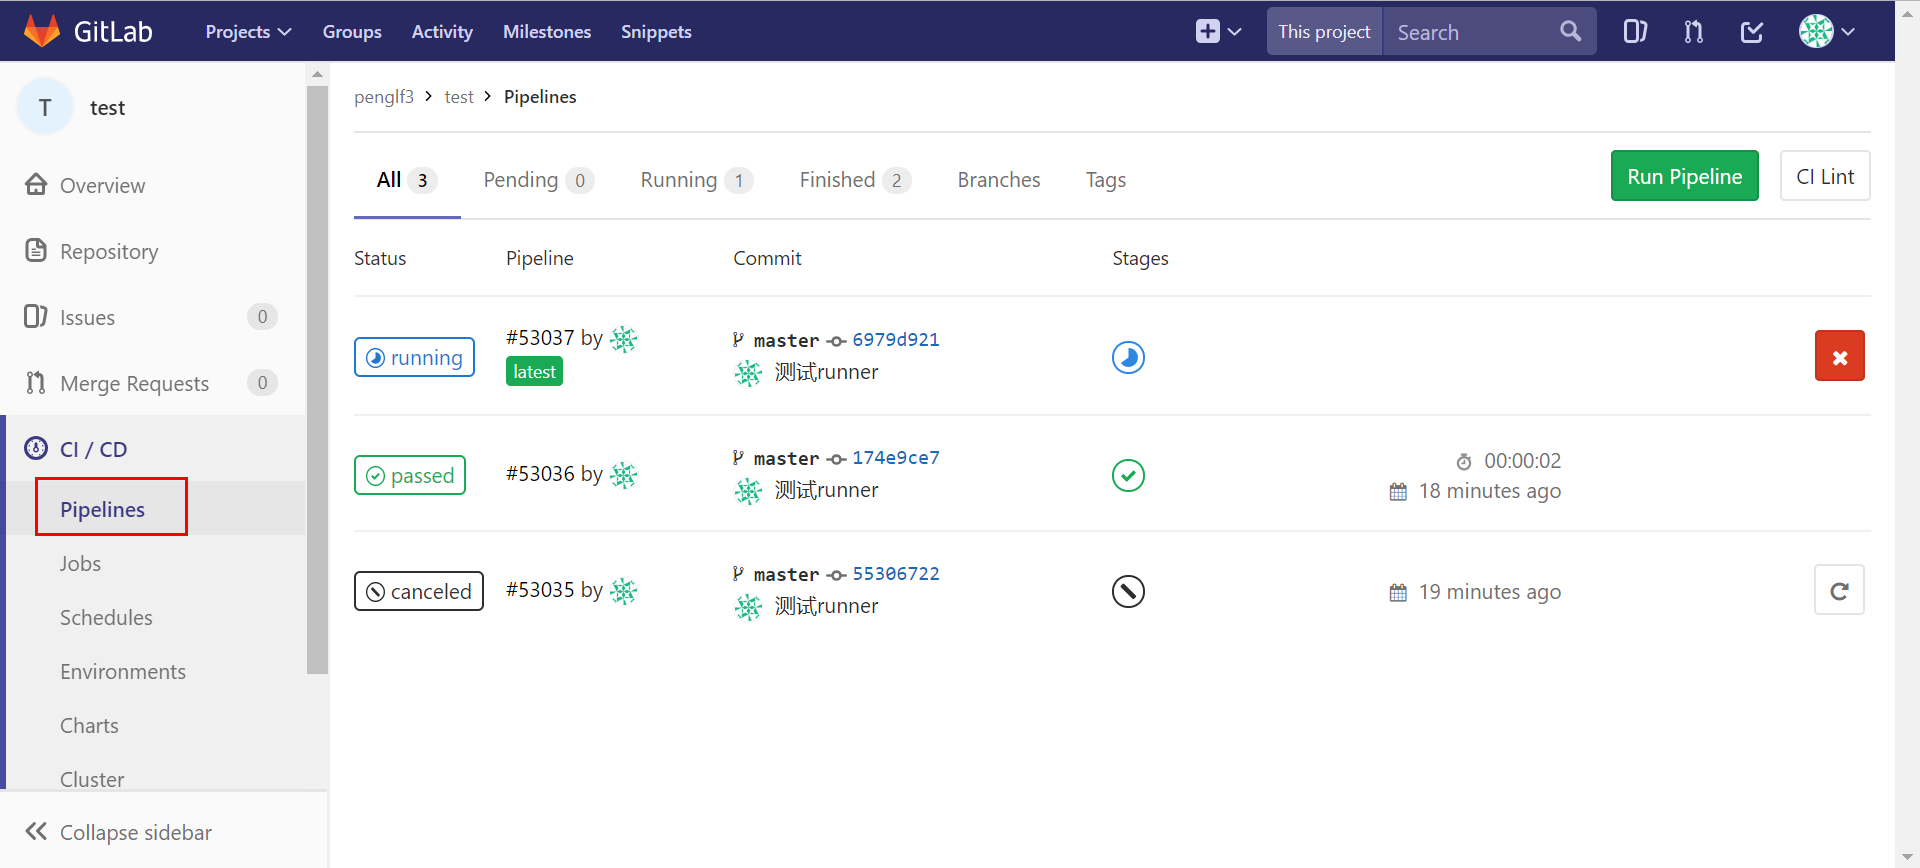 GitLab Projects Groups Activity Milestones Snippets This project Search
T test
Overview
Repository
Issues 0
Merge Requests 0
CI / CD
Pipelines
Jobs
Schedules
Environments
Charts
Cluster
Collapse sidebar
penglf3 test Pipelines
All 3 Pending 0 Running 1 Finished 2 Branches Tags Run Pipeline CI Lint
Status Pipeline Commit Stages
running #53037 by master 6979d921
latest 测试runner
passed #53036 by master 174e9ce7 00:00:02
测试runner 18 minutes ago
canceled #53035 by master 55306722 19 minutes ago
测试runner